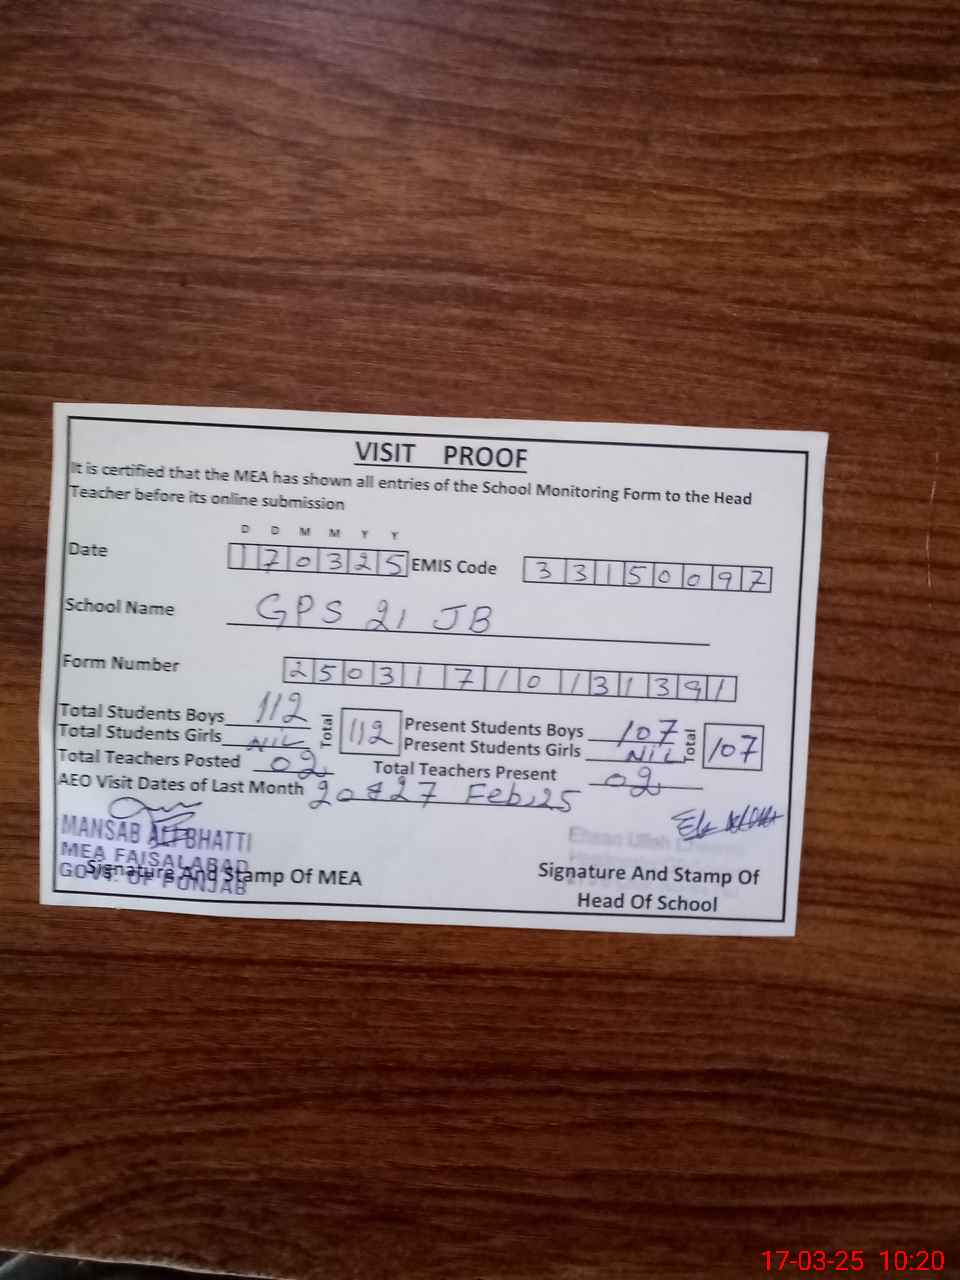 VISIT PROOF
It is certified that the MEA has shown all entries of the School Monitoring Form to the Head
Teacher before its online submission
D D M M Y Y
Date 170325 EMIS Code 33150097
School Name GPS 21 JB
Form Number 25031710131391
Total Students Boys 112 Total 112 Present Students Boys 107 Total 107
Total Students Girls NIL Present Students Girls NIL
Total Teachers Posted 02 Total Teachers Present 02
AEO Visit Dates of Last Month 20 & 27 Feb, 25
MANSAB ALI BHATTI
MEA FAISALABAD
GOVT. OF PUNJAB
Signature And Stamp Of MEA
Ehsan Ullah
Signature And Stamp Of
Head Of School
17-03-25 10:20